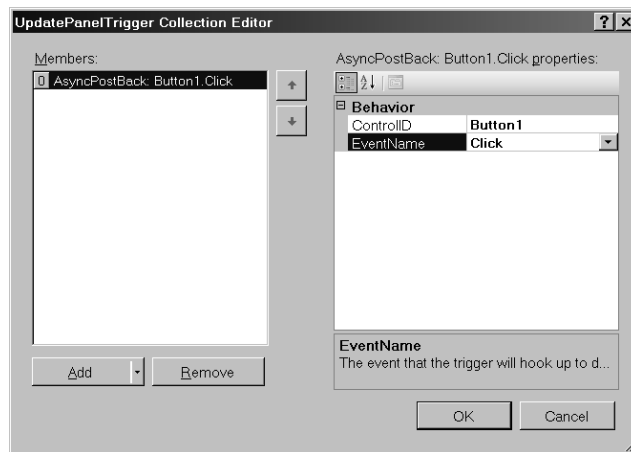 UpdatePanelTrigger Collection Editor
Members:
0 AsyncPostBack: Button1.Click
Add
Remove
AsyncPostBack: Button1.Click properties:
Behavior
ControlID Button1
EventName Click
EventName
The event that the trigger will hook up to d...
OK
Cancel